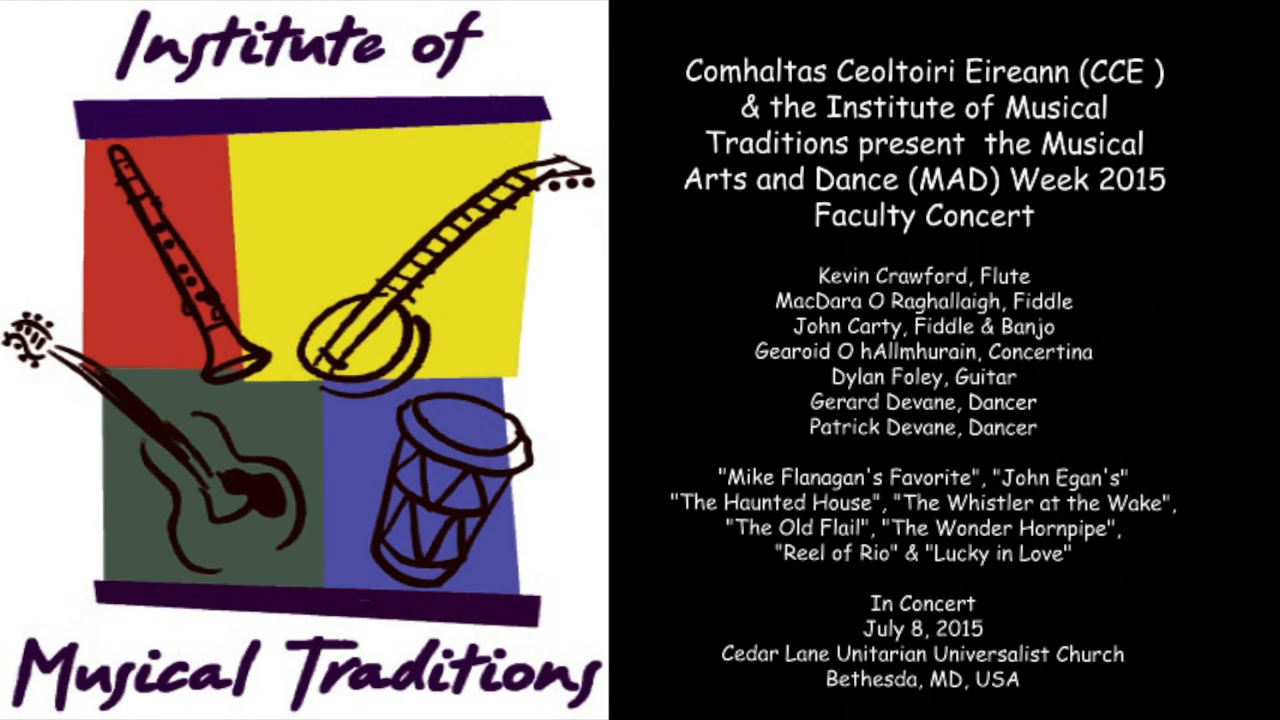 Institute of
Musical Traditions
Comhaltas Ceoltoiri Eireann (CCE )
& the Institute of Musical
Traditions present  the Musical
Arts and Dance (MAD) Week 2015
Faculty Concert
Kevin Crawford, Flute
MacDara O Raghallaigh, Fiddle
John Carty, Fiddle & Banjo
Gearoid O hAllmhurain, Concertina
Dylan Foley, Guitar
Gerard Devane, Dancer
Patrick Devane, Dancer
"Mike Flanagan's Favorite", "John Egan's"
"The Haunted House", "The Whistler at the Wake",
"The Old Flail", "The Wonder Hornpipe",
"Reel of Rio" & "Lucky in Love"
In Concert
July 8, 2015
Cedar Lane Unitarian Universalist Church
Bethesda, MD, USA